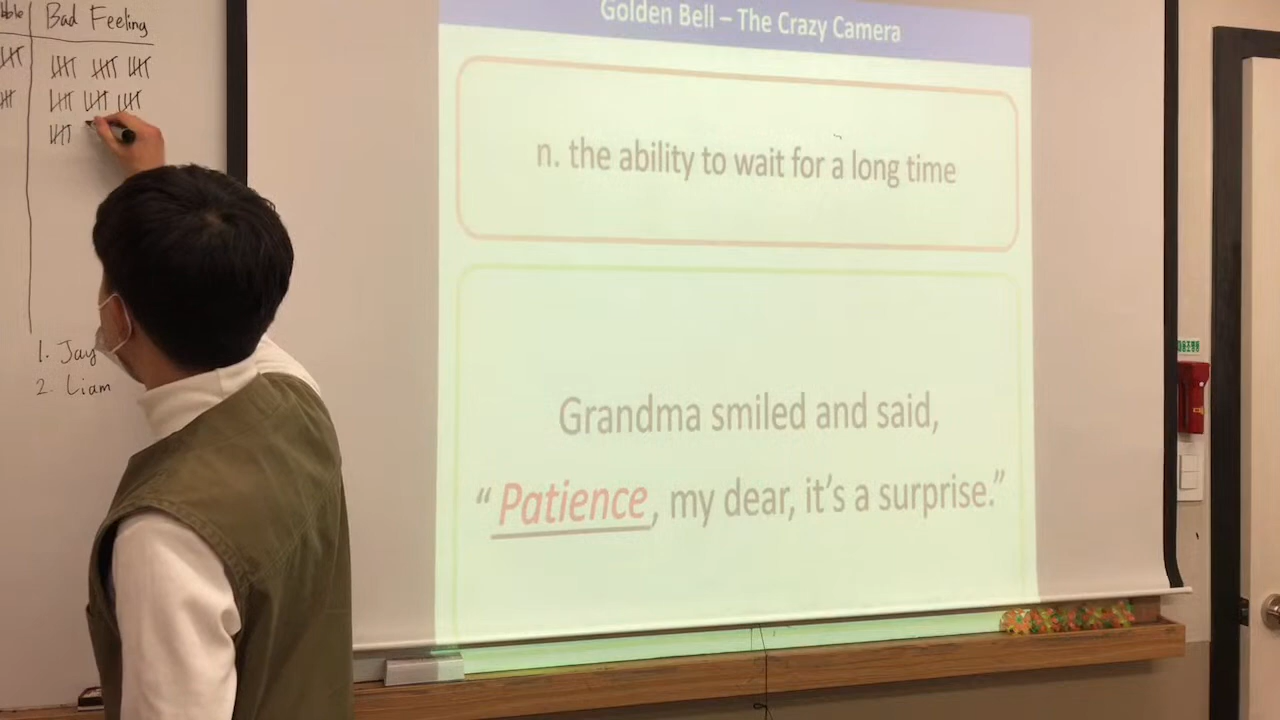 Bad Feeling
1. Jay
2. Liam
Golden Bell – The Crazy Camera
n. the ability to wait for a long time
Grandma smiled and said,
“Patience, my dear, it’s a surprise.”